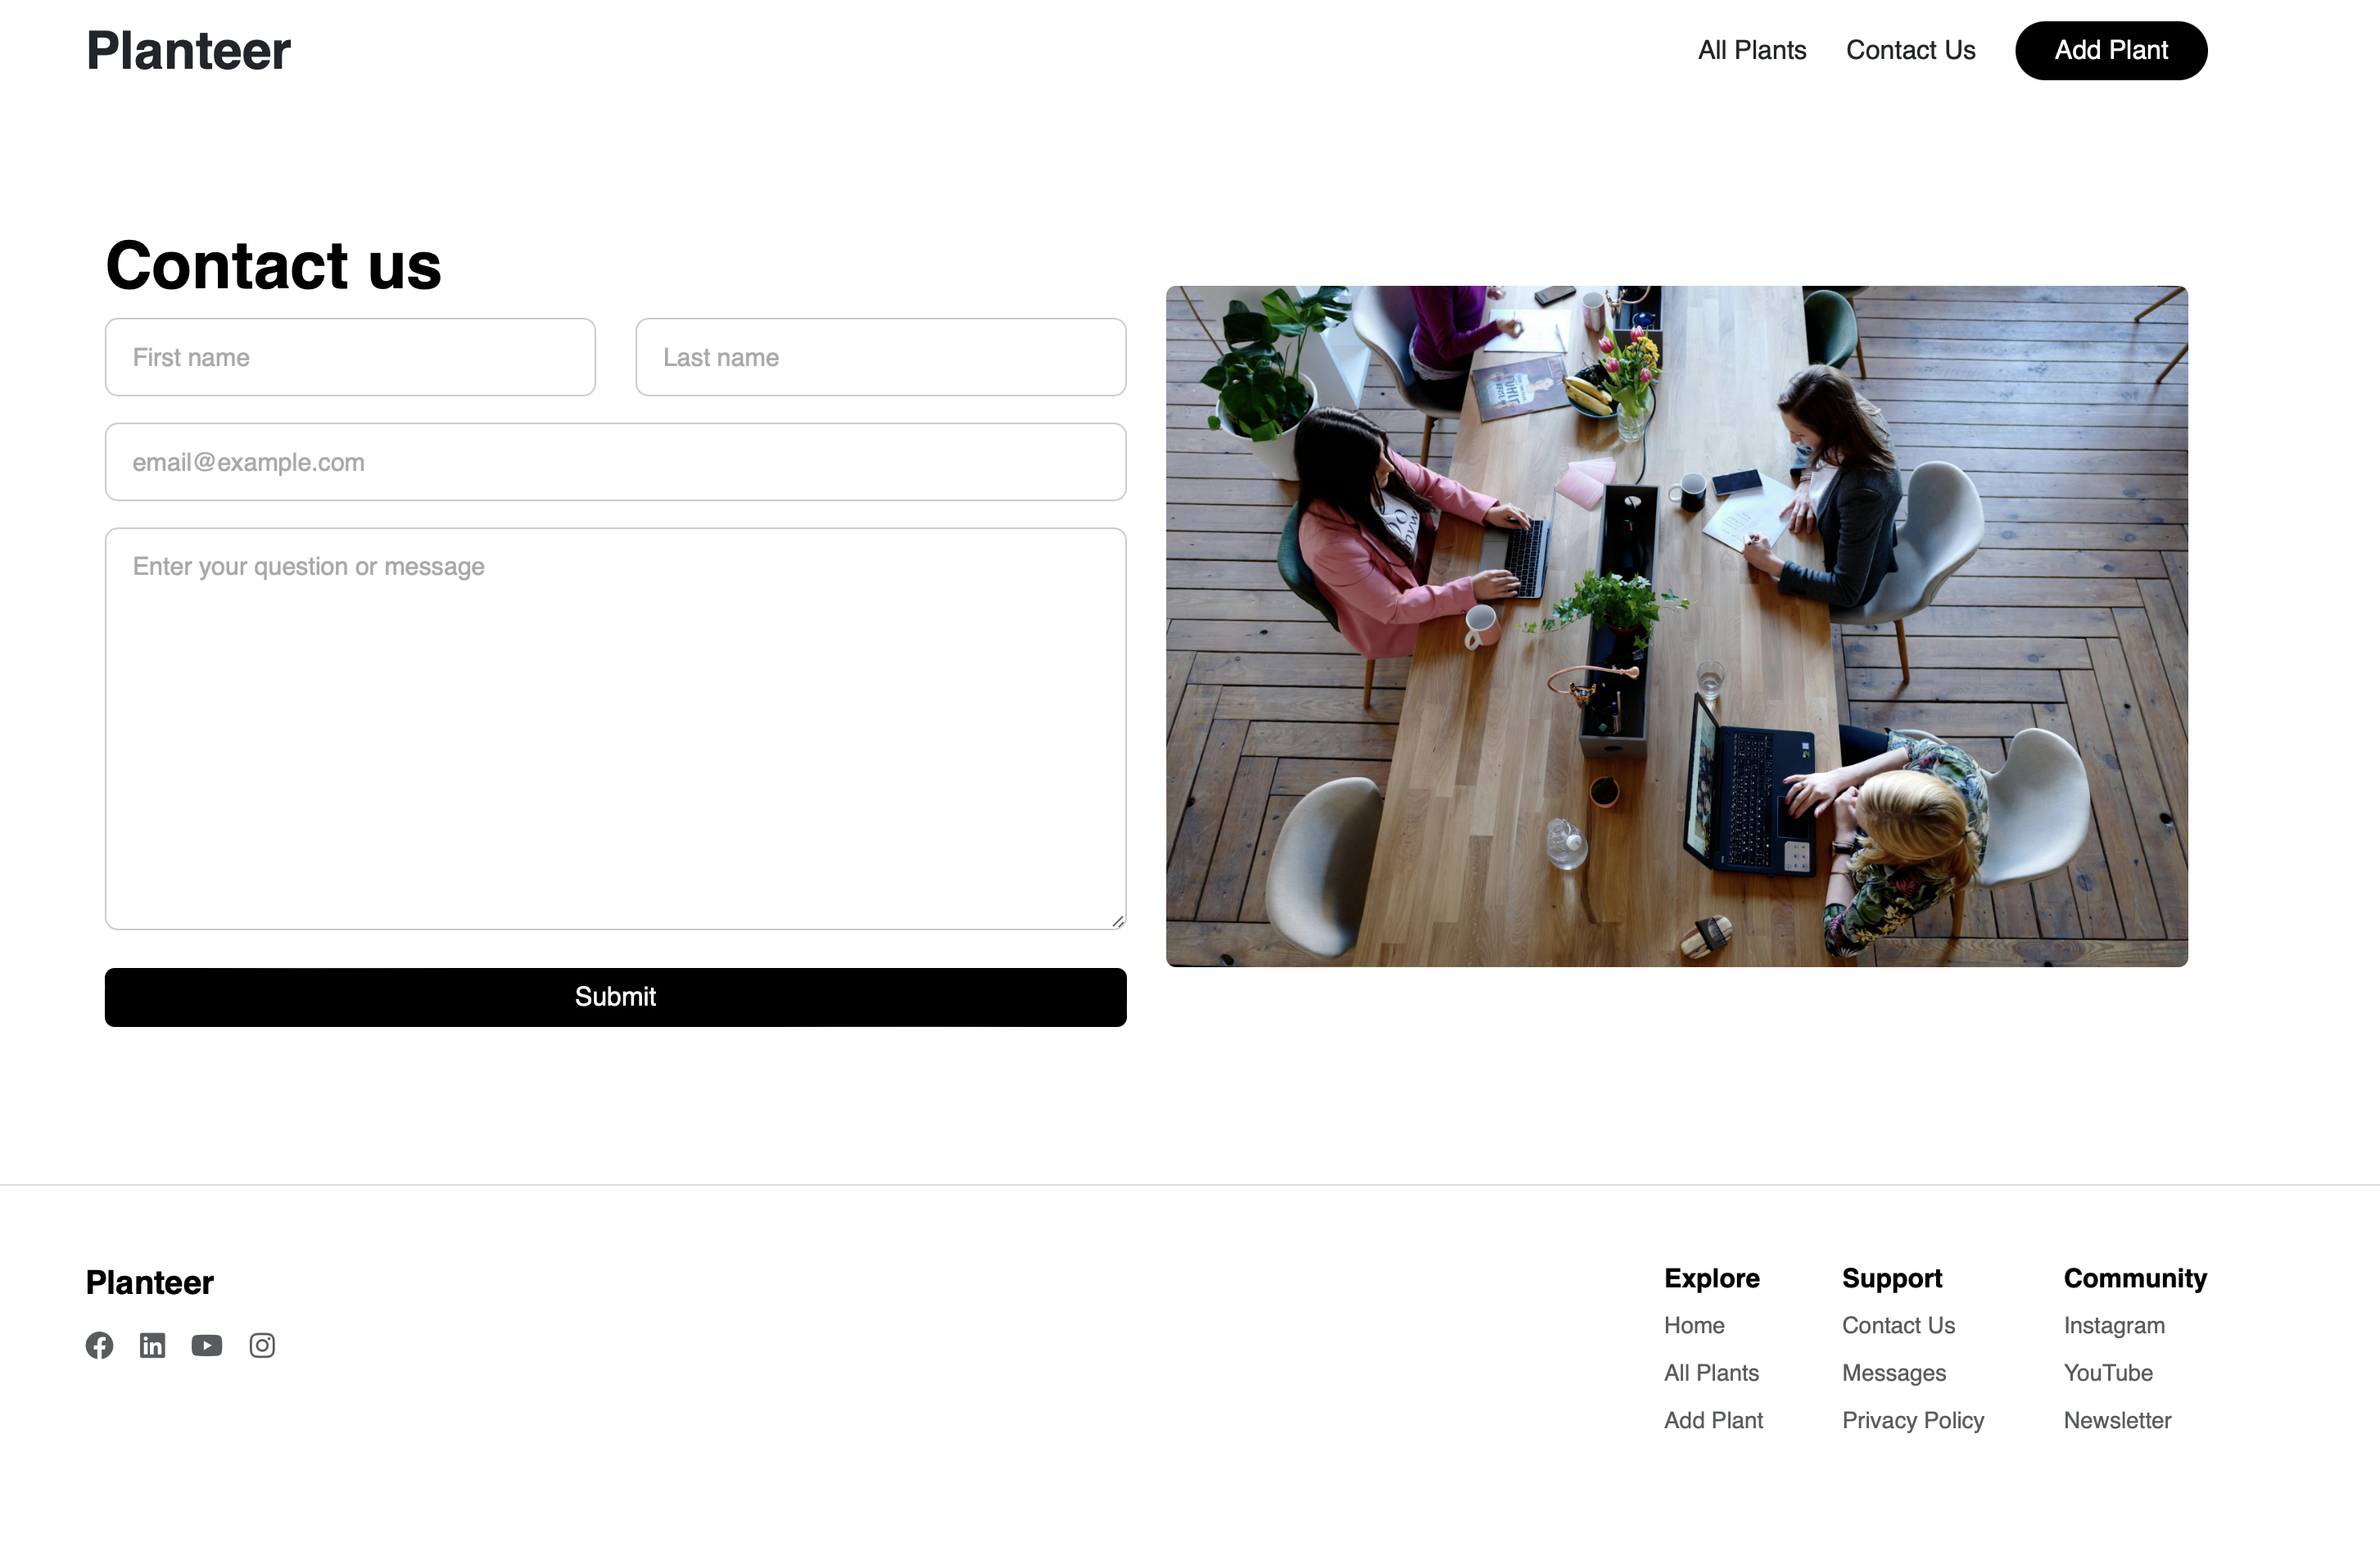 Planteer
All Plants
Contact Us
Add Plant
Contact us
First name
Last name
email@example.com
Enter your question or message
Submit
Planteer
Explore
Home
All Plants
Add Plant
Support
Contact Us
Messages
Privacy Policy
Community
Instagram
YouTube
Newsletter